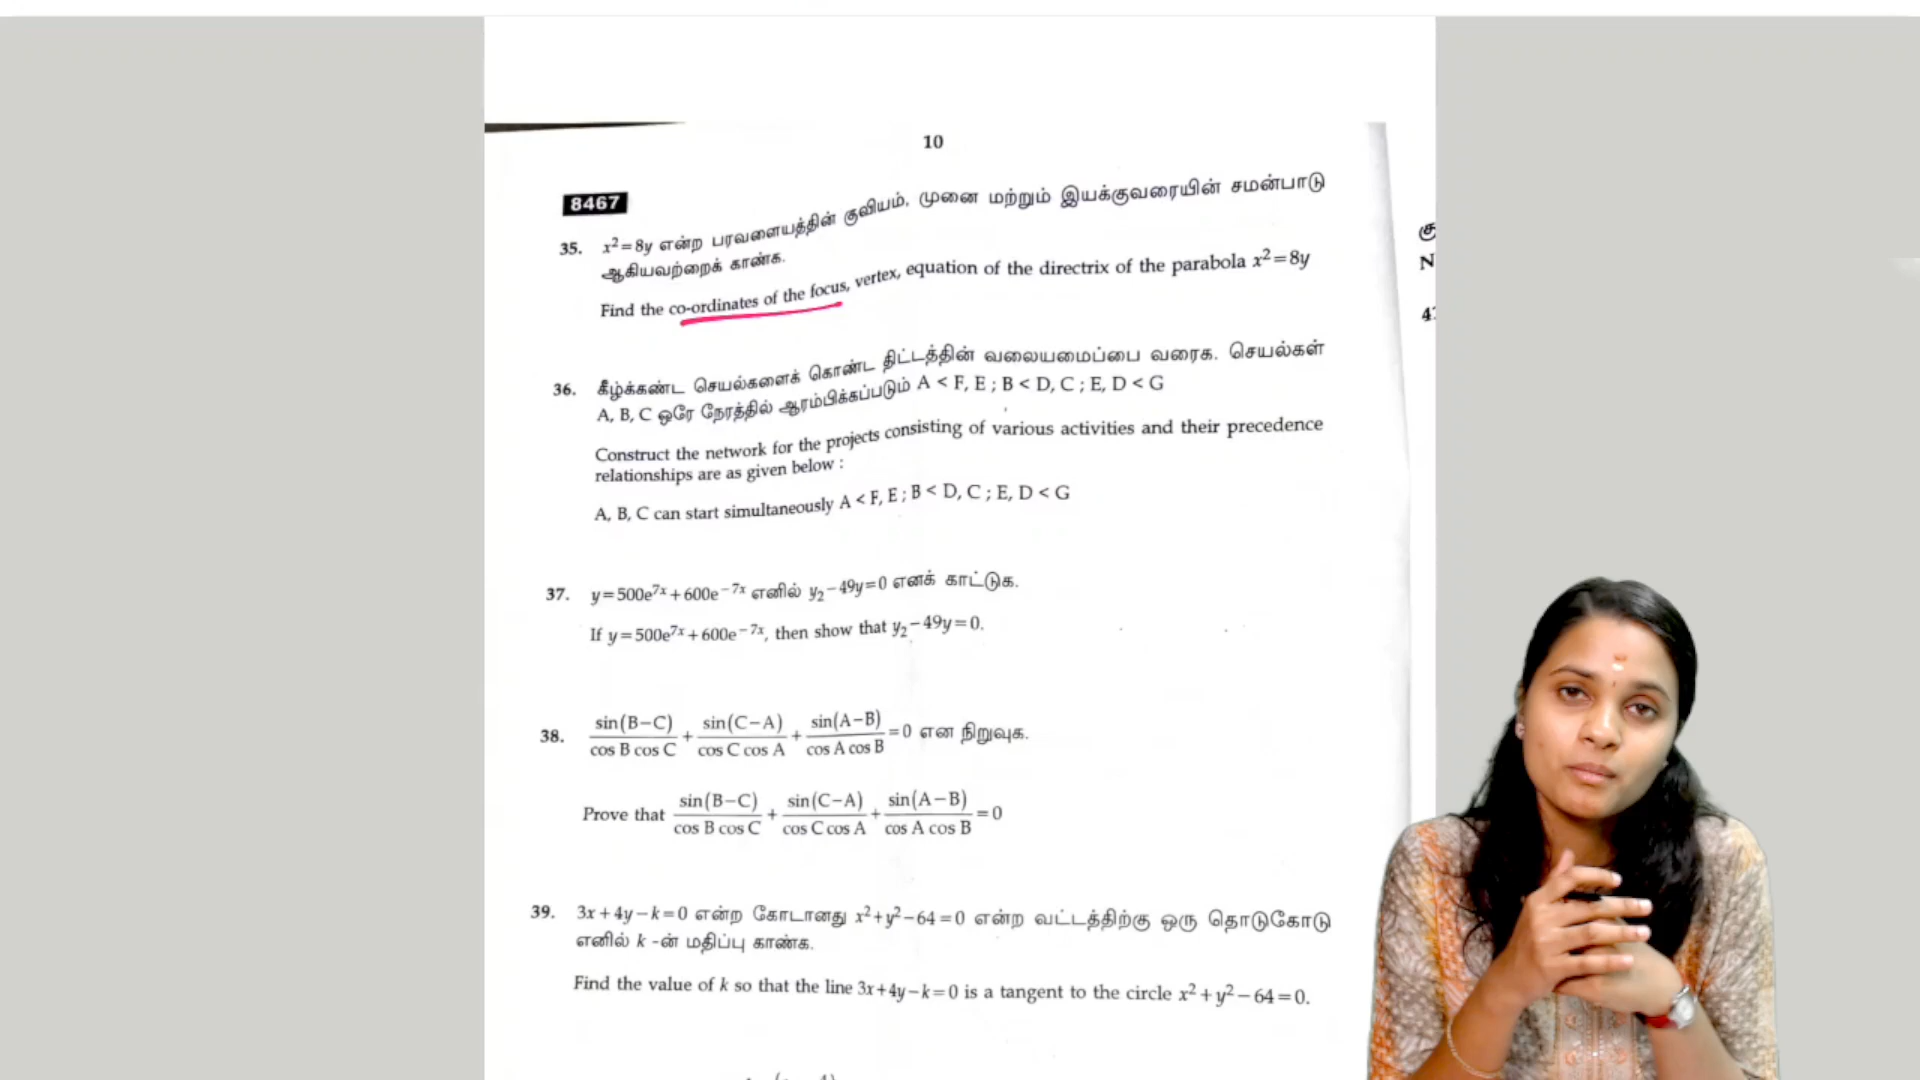 10
8467
35. x²=8y என்ற பரவளையத்தின் குவியம், முனை மற்றும் இயக்குவரையின் சமன்பாடு
ஆகியவற்றைக் காண்க.
Find the co-ordinates of the focus, vertex, equation of the directrix of the parabola x²=8y
36. கீழ்க்கண்ட செயல்களைக் கொண்ட திட்டத்தின் வலையமைப்பை வரைக. செயல்கள்
A, B, C ஒரே நேரத்தில் ஆரம்பிக்கப்படும் A < F, E ; B < D, C ; E, D < G
Construct the network for the projects consisting of various activities and their precedence
relationships are as given below :
A, B, C can start simultaneously A < F, E ; B < D, C ; E, D < G
37. y=500e⁷ˣ+600e⁻⁷ˣ எனில் y₂−49y=0 எனக் காட்டுக.
If y=500e⁷ˣ+600e⁻⁷ˣ, then show that y₂−49y=0.
38. sin(B−C)/cos B cos C + sin(C−A)/cos C cos A + sin(A−B)/cos A cos B =0 என நிறுவுக.
Prove that sin(B−C)/cos B cos C + sin(C−A)/cos C cos A + sin(A−B)/cos A cos B =0
39. 3x+4y−k=0 என்ற கோடானது x²+y²−64=0 என்ற வட்டத்திற்கு ஒரு தொடுகோடு
எனில் k -ன் மதிப்பு காண்க.
Find the value of k so that the line 3x+4y−k=0 is a tangent to the circle x²+y²−64=0.
கு
N